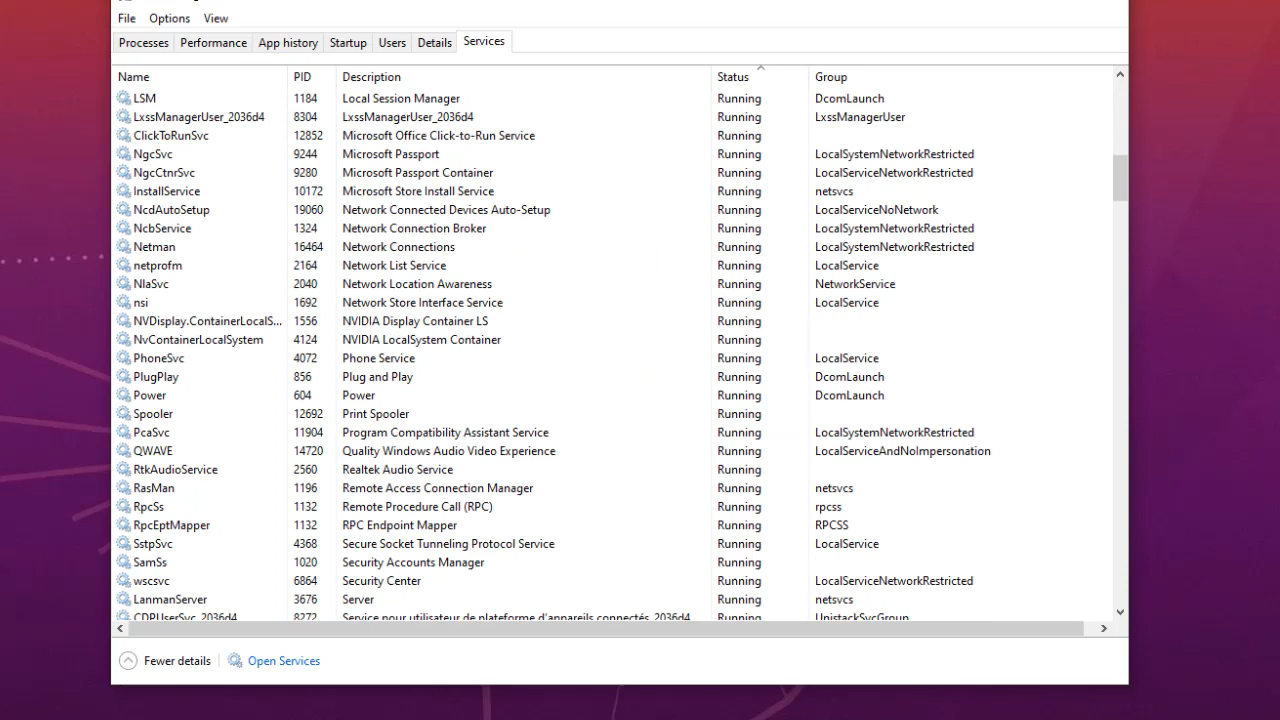 File Options View
Processes Performance App history Startup Users Details Services
Name PID Description Status Group
LSM 1184 Local Session Manager Running DcomLaunch
LxssManagerUser_2036d4 8304 LxssManagerUser_2036d4 Running LxssManagerUser
ClickToRunSvc 12852 Microsoft Office Click-to-Run Service Running
NgcSvc 9244 Microsoft Passport Running LocalSystemNetworkRestricted
NgcCtnrSvc 9280 Microsoft Passport Container Running LocalServiceNetworkRestricted
InstallService 10172 Microsoft Store Install Service Running netsvcs
NcdAutoSetup 19060 Network Connected Devices Auto-Setup Running LocalServiceNoNetwork
NcbService 1324 Network Connection Broker Running LocalSystemNetworkRestricted
Netman 16464 Network Connections Running LocalSystemNetworkRestricted
netprofm 2164 Network List Service Running LocalService
NlaSvc 2040 Network Location Awareness Running NetworkService
nsi 1692 Network Store Interface Service Running LocalService
NVDisplay.ContainerLocalS... 1556 NVIDIA Display Container LS Running
NvContainerLocalSystem 4124 NVIDIA LocalSystem Container Running
PhoneSvc 4072 Phone Service Running LocalService
PlugPlay 856 Plug and Play Running DcomLaunch
Power 604 Power Running DcomLaunch
Spooler 12692 Print Spooler Running
PcaSvc 11904 Program Compatibility Assistant Service Running LocalSystemNetworkRestricted
QWAVE 14720 Quality Windows Audio Video Experience Running LocalServiceAndNoImpersonation
RtkAudioService 2560 Realtek Audio Service Running
RasMan 1196 Remote Access Connection Manager Running netsvcs
RpcSs 1132 Remote Procedure Call (RPC) Running rpcss
RpcEptMapper 1132 RPC Endpoint Mapper Running RPCSS
SstpSvc 4368 Secure Socket Tunneling Protocol Service Running LocalService
SamSs 1020 Security Accounts Manager Running
wscsvc 6864 Security Center Running LocalServiceNetworkRestricted
LanmanServer 3676 Server Running netsvcs
CDPUserSvc_2036d4 8272 Service pour utilisateur de plateforme d'appareils connectés_2036d4 Running UnistackSvcGroup
Fewer details Open Services